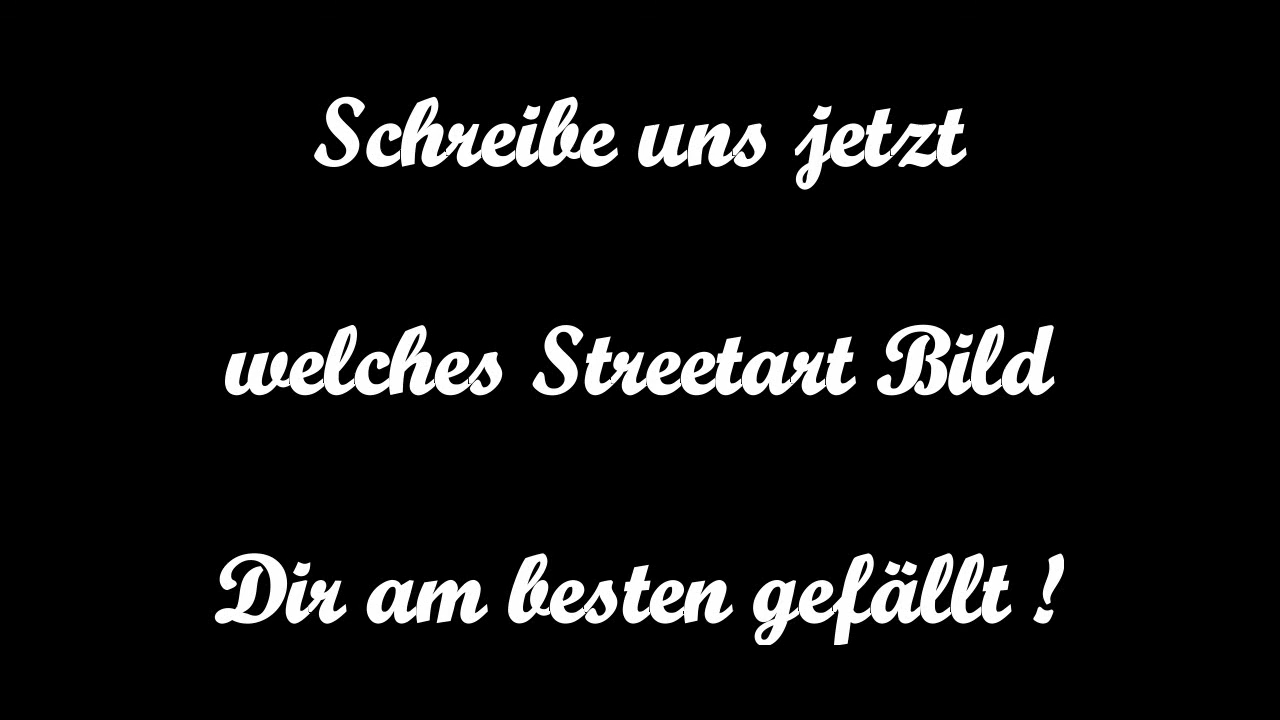 Schreibe uns jetzt
welches Streetart Bild
Dir am besten gefällt !